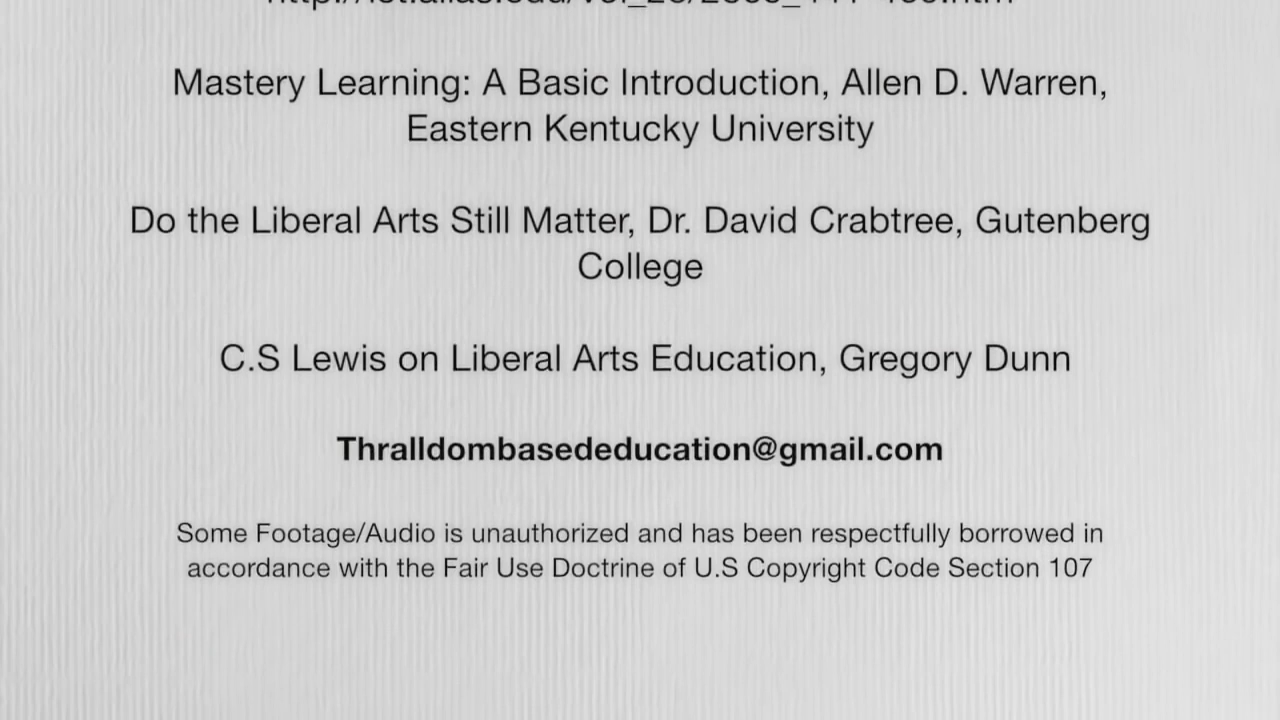 Mastery Learning: A Basic Introduction, Allen D. Warren,
Eastern Kentucky University
Do the Liberal Arts Still Matter, Dr. David Crabtree, Gutenberg
College
C.S Lewis on Liberal Arts Education, Gregory Dunn
Thralldombasededucation@gmail.com
Some Footage/Audio is unauthorized and has been respectfully borrowed in
accordance with the Fair Use Doctrine of U.S Copyright Code Section 107